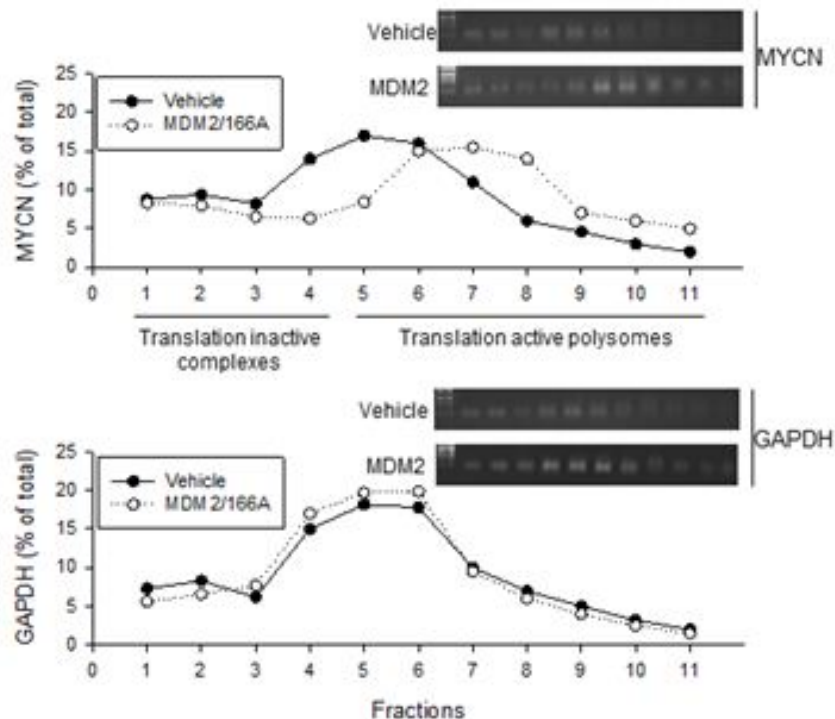 Vehicle
MDM2
MYCN
25
20
15
10
5
0
MYCN (% of total)
Vehicle
MDM2/166A
0 1 2 3 4 5 6 7 8 9 10 11
Translation inactive
complexes
Translation active polysomes
Vehicle
MDM2
GAPDH
25
20
15
10
5
0
GAPDH (% of total)
Vehicle
MDM2/166A
0 1 2 3 4 5 6 7 8 9 10 11
Fractions